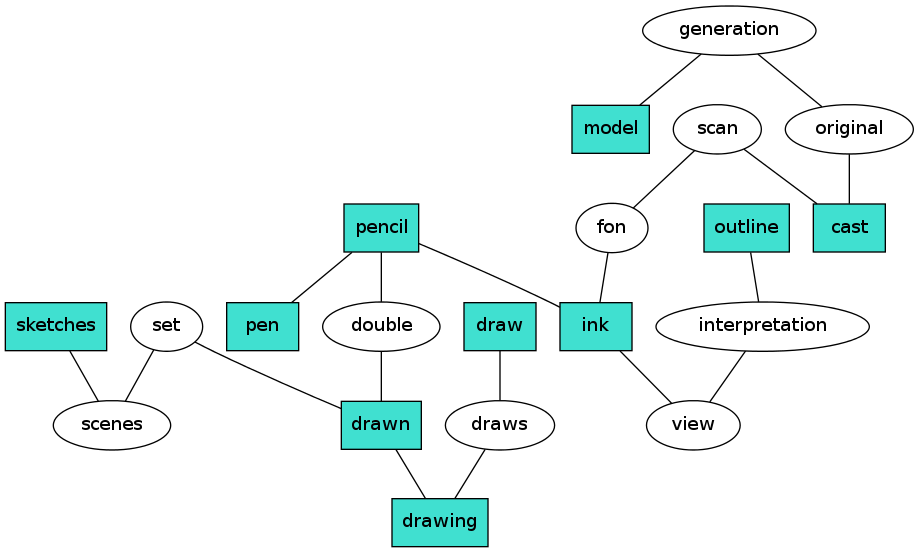 generation
model
scan
original
pencil
fon
outline
cast
sketches
set
pen
double
draw
ink
interpretation
scenes
drawn
draws
view
drawing